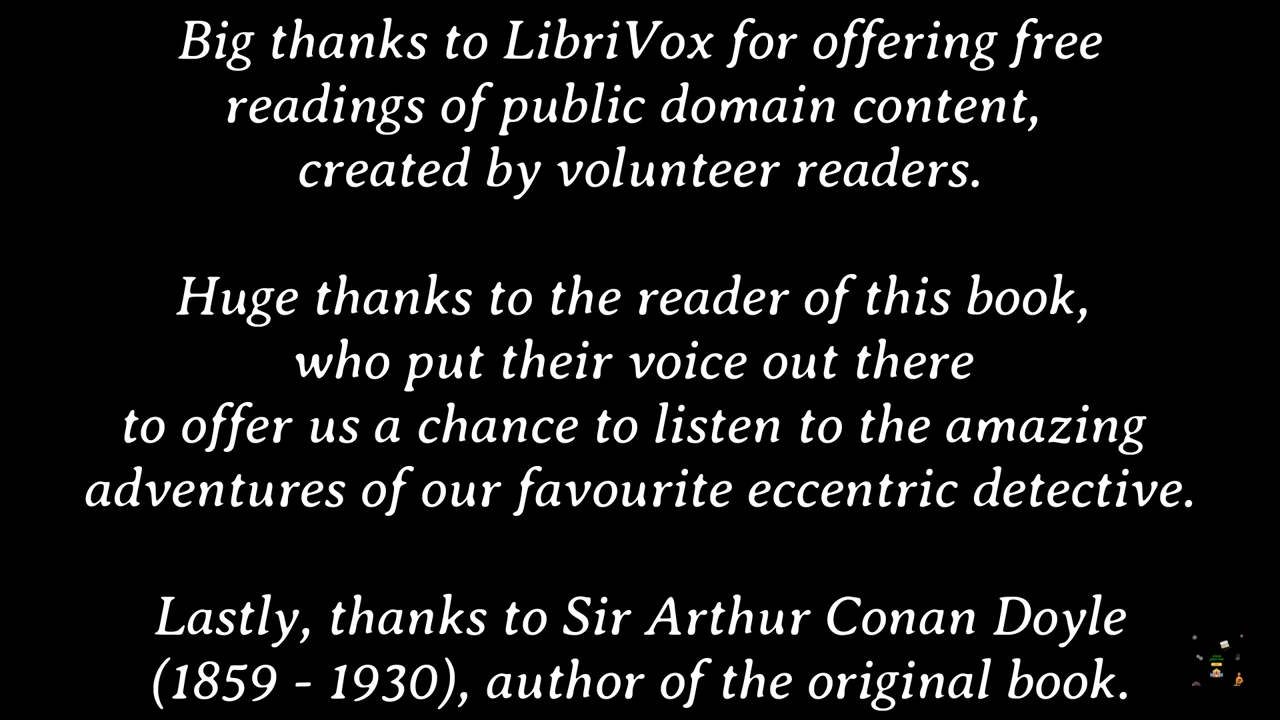 Big thanks to LibriVox for offering free
readings of public domain content,
created by volunteer readers.
Huge thanks to the reader of this book,
who put their voice out there
to offer us a chance to listen to the amazing
adventures of our favourite eccentric detective.
Lastly, thanks to Sir Arthur Conan Doyle
(1859 - 1930), author of the original book.